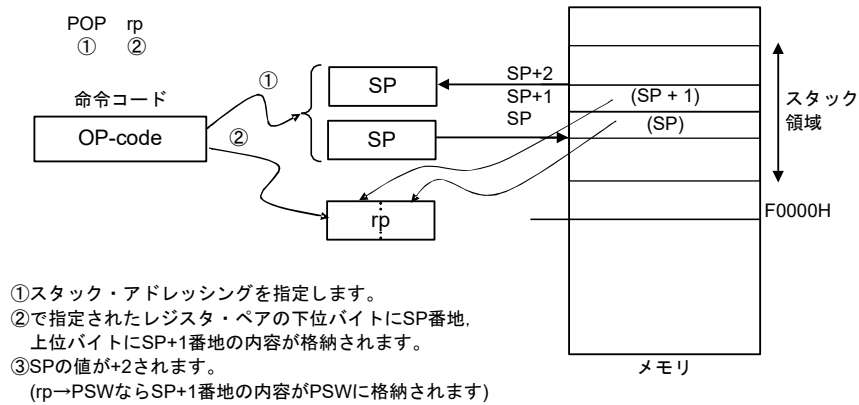 POP rp
① ②
命令コード
OP-code
①
②
SP
SP
rp
SP+2
SP+1
SP
(SP + 1)
(SP)
スタック
領域
F0000H
メモリ
①スタック・アドレッシングを指定します。
②で指定されたレジスタ・ペアの下位バイトにSP番地,
上位バイトにSP+1番地の内容が格納されます。
③SPの値が+2されます。
(rp→PSWならSP+1番地の内容がPSWに格納されます)